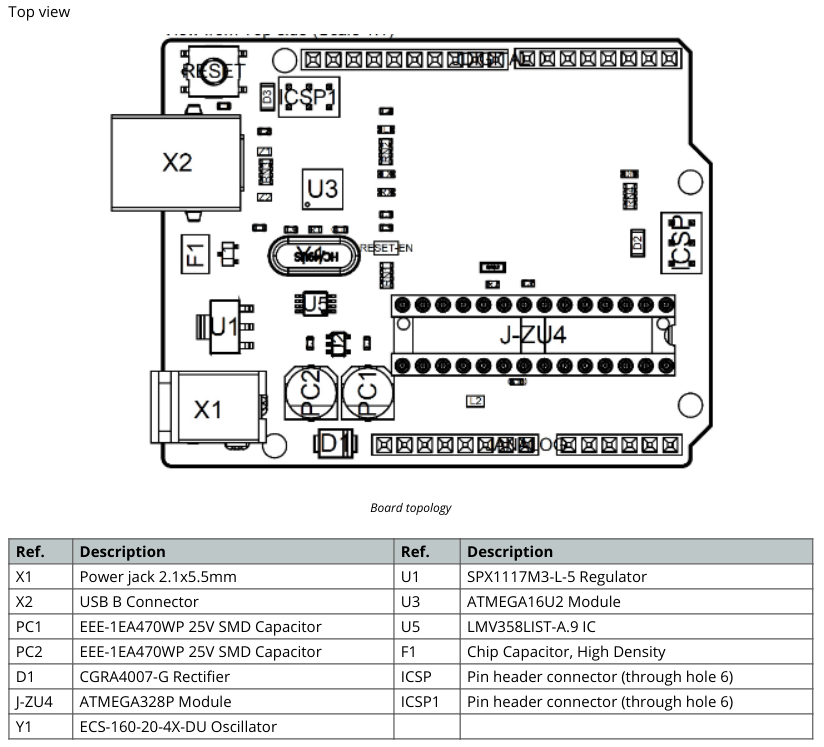 Top view
RESET
DIGITAL
D3
ICSP1
X2
U3
F1
Y1
RESET-EN
D2
ICSP
U5
U1
J-ZU4
X1
PC2
PC1
L2
D1
ANALOG
Board topology
Ref. Description Ref. Description
X1 Power jack 2.1x5.5mm U1 SPX1117M3-L-5 Regulator
X2 USB B Connector U3 ATMEGA16U2 Module
PC1 EEE-1EA470WP 25V SMD Capacitor U5 LMV358LIST-A.9 IC
PC2 EEE-1EA470WP 25V SMD Capacitor F1 Chip Capacitor, High Density
D1 CGRA4007-G Rectifier ICSP Pin header connector (through hole 6)
J-ZU4 ATMEGA328P Module ICSP1 Pin header connector (through hole 6)
Y1 ECS-160-20-4X-DU Oscillator